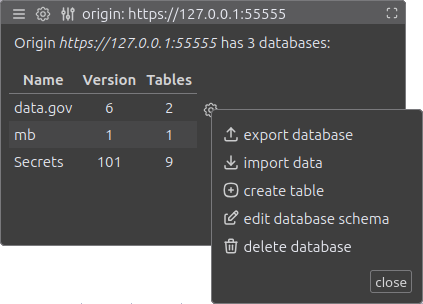 origin: https://127.0.0.1:55555
Origin https://127.0.0.1:55555 has 3 databases:
Name Version Tables
data.gov 6 2
mb 1 1
Secrets 101 9
export database
import data
create table
edit database schema
delete database
close